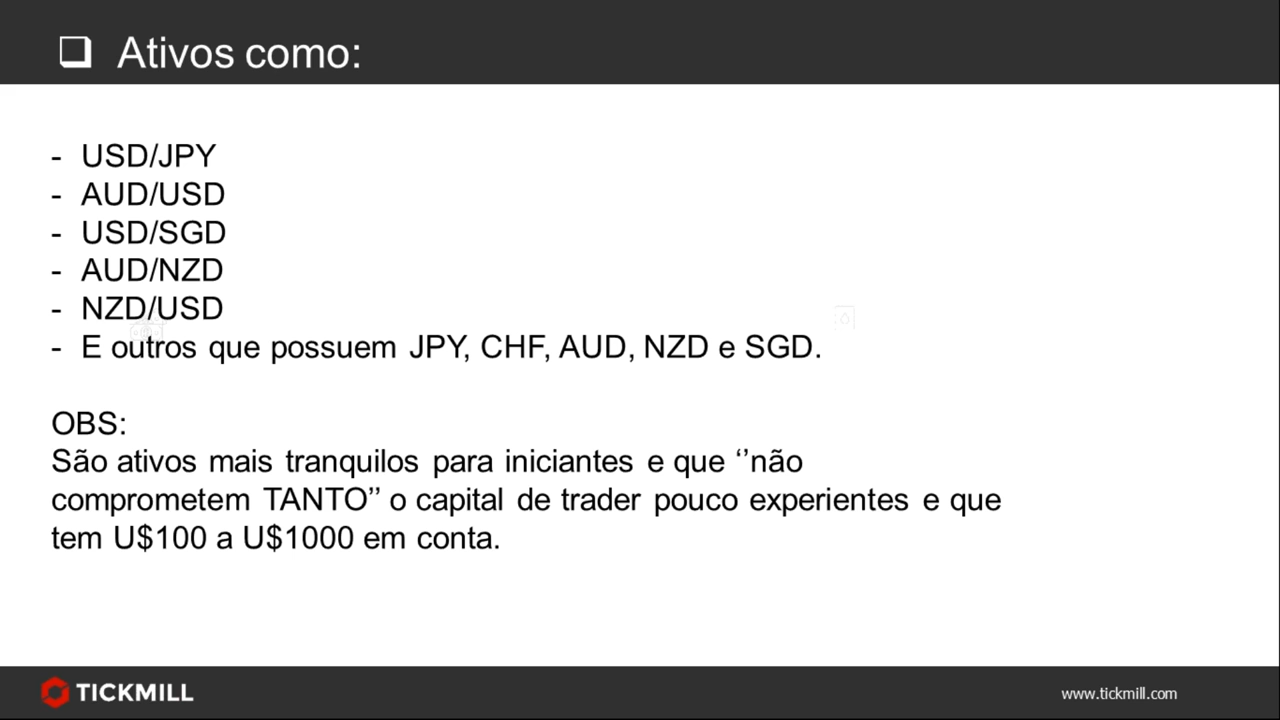 ❑ Ativos como:
- USD/JPY
- AUD/USD
- USD/SGD
- AUD/NZD
- NZD/USD
- E outros que possuem JPY, CHF, AUD, NZD e SGD.
OBS:
São ativos mais tranquilos para iniciantes e que ‘’não
comprometem TANTO’’ o capital de trader pouco experientes e que
tem U$100 a U$1000 em conta.
TICKMILL
www.tickmill.com